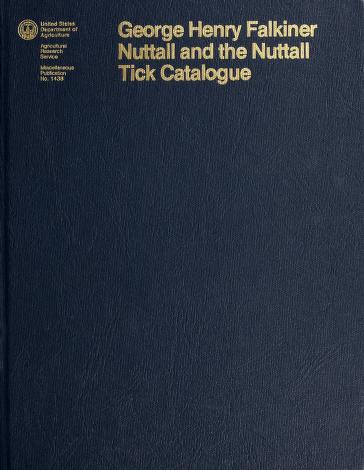 United States
Department of
Agriculture
Agricultural
Research
Service
Miscellaneous
Publication
No. 1438
George Henry Falkiner
Nuttall and the Nuttall
Tick Catalogue